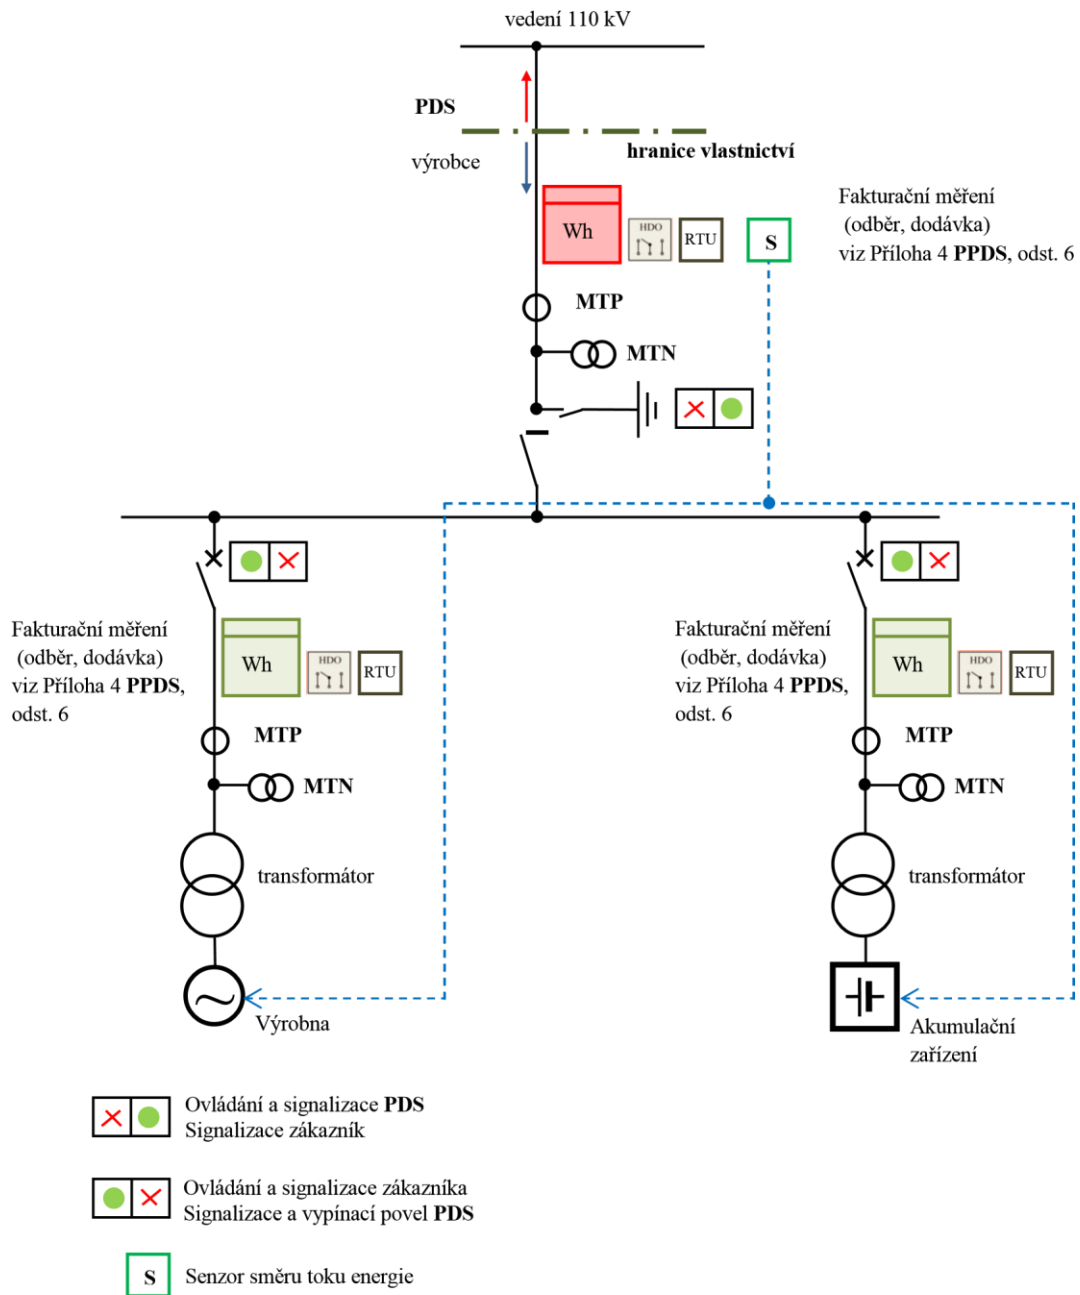 vedení 110 kV
PDS
hranice vlastnictví
výrobce
Fakturační měření
(odběr, dodávka)
viz Příloha 4 PPDS, odst. 6
Wh
HDO
RTU
S
MTP
MTN
Fakturační měření
(odběr, dodávka)
viz Příloha 4 PPDS,
odst. 6
Wh
HDO
RTU
MTP
MTN
transformátor
Výrobna
Fakturační měření
(odběr, dodávka)
viz Příloha 4 PPDS,
odst. 6
Wh
HDO
RTU
MTP
MTN
transformátor
Akumulační
zařízení
Ovládání a signalizace PDS
Signalizace zákazník
Ovládání a signalizace zákazníka
Signalizace a vypínací povel PDS
S
Senzor směru toku energie